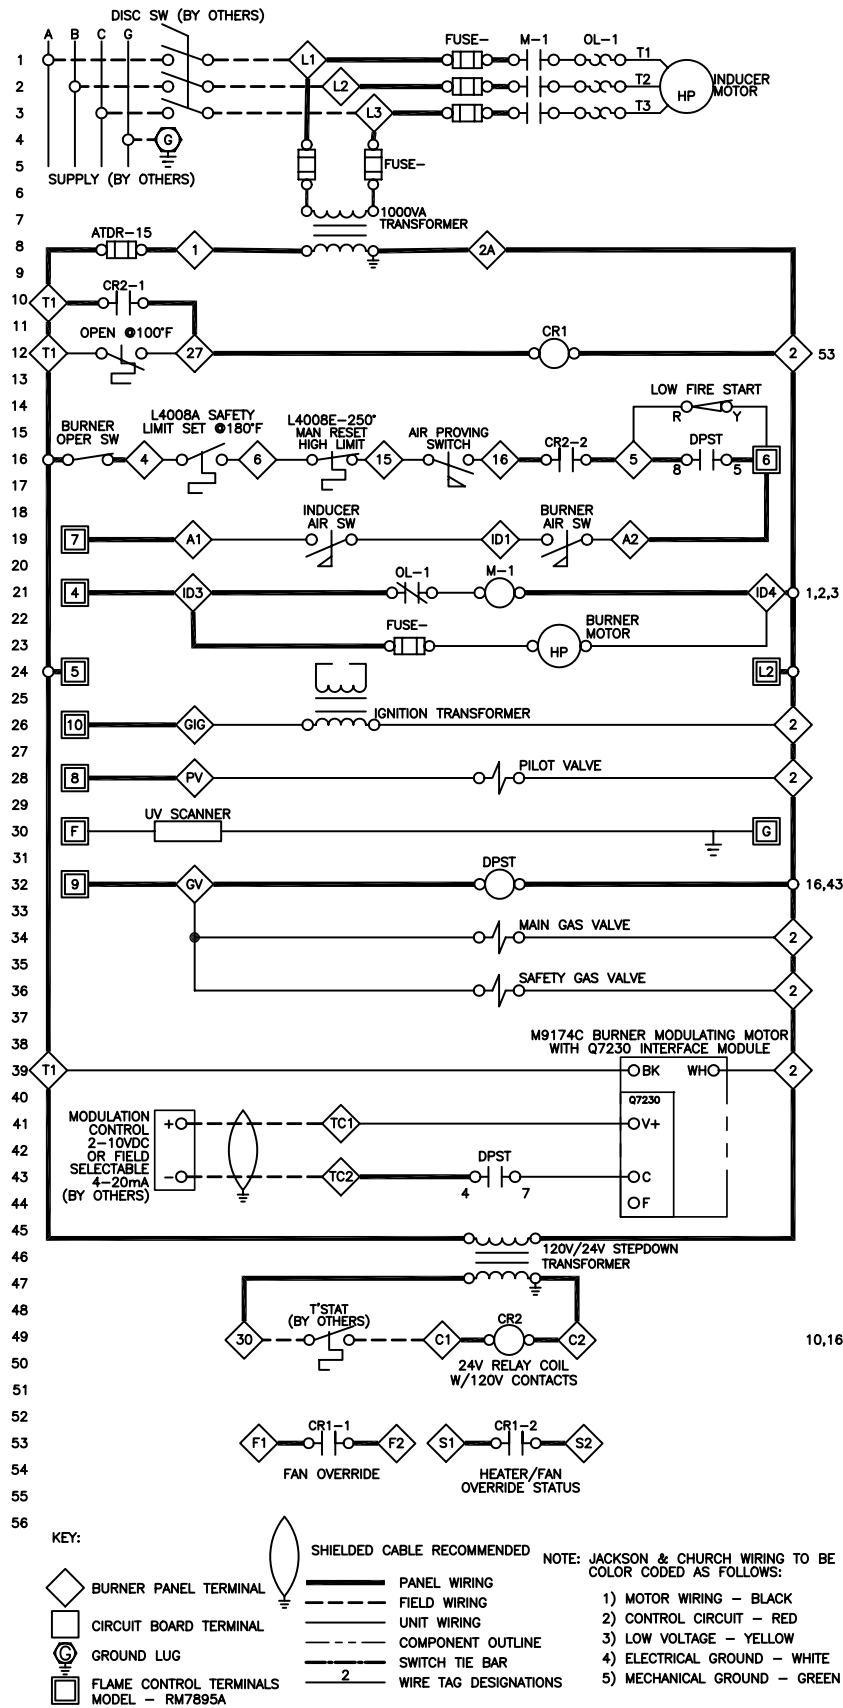 DISC SW (BY OTHERS)
A B C G
FUSE- M-1 OL-1
1 L1 T1
2 L2 T2 INDUCER
MOTOR
HP
3 L3 T3
4 G
5 FUSE-
SUPPLY (BY OTHERS)
6
7 1000VA
TRANSFORMER
ATDR-15
8 1 2A
9
CR2-1
10 T1
11 OPEN @100°F CR1
12 T1 27 2 53
13
LOW FIRE START
14 L4008A SAFETY R Y
LIMIT SET @180°F
L4008E-250°
MAN RESET
HIGH LIMIT
15 BURNER
OPER SW
AIR PROVING
SWITCH
CR2-2 DPST
16 4 6 15 16 5 8 5 6
17
18 INDUCER
AIR SW
BURNER
AIR SW
19 7 A1 ID1 A2
20
OL-1 M-1
21 4 ID3 ID4 1,2,3
22 FUSE- BURNER
MOTOR
23 HP
24 5 L2
25
26 10 GIG IGNITION TRANSFORMER 2
27
28 8 PV PILOT VALVE 2
29 UV SCANNER
30 F G
31
DPST
32 9 GV 16,43
33
34 MAIN GAS VALVE 2
35
36 SAFETY GAS VALVE 2
37
38 M9174C BURNER MODULATING MOTOR
WITH Q7230 INTERFACE MODULE
39 T1 BK WH 2
40 Q7230
41 MODULATION
CONTROL
2-10VDC
OR FIELD
SELECTABLE
4-20mA
(BY OTHERS)
+ TC1 V+
42
DPST
43 - TC2 4 7 C
44 F
45
46 120V/24V STEPDOWN
TRANSFORMER
47
48 T'STAT
(BY OTHERS)
CR2
49 30 C1 C2 10,16
50 24V RELAY COIL
W/120V CONTACTS
51
52
CR1-1 CR1-2
53 F1 F2 S1 S2
54 FAN OVERRIDE HEATER/FAN
OVERRIDE STATUS
55
56
KEY:
BURNER PANEL TERMINAL
CIRCUIT BOARD TERMINAL
G GROUND LUG
FLAME CONTROL TERMINALS
MODEL - RM7895A
SHIELDED CABLE RECOMMENDED
PANEL WIRING
FIELD WIRING
UNIT WIRING
COMPONENT OUTLINE
SWITCH TIE BAR
2 WIRE TAG DESIGNATIONS
NOTE: JACKSON & CHURCH WIRING TO BE
COLOR CODED AS FOLLOWS:
1) MOTOR WIRING - BLACK
2) CONTROL CIRCUIT - RED
3) LOW VOLTAGE - YELLOW
4) ELECTRICAL GROUND - WHITE
5) MECHANICAL GROUND - GREEN